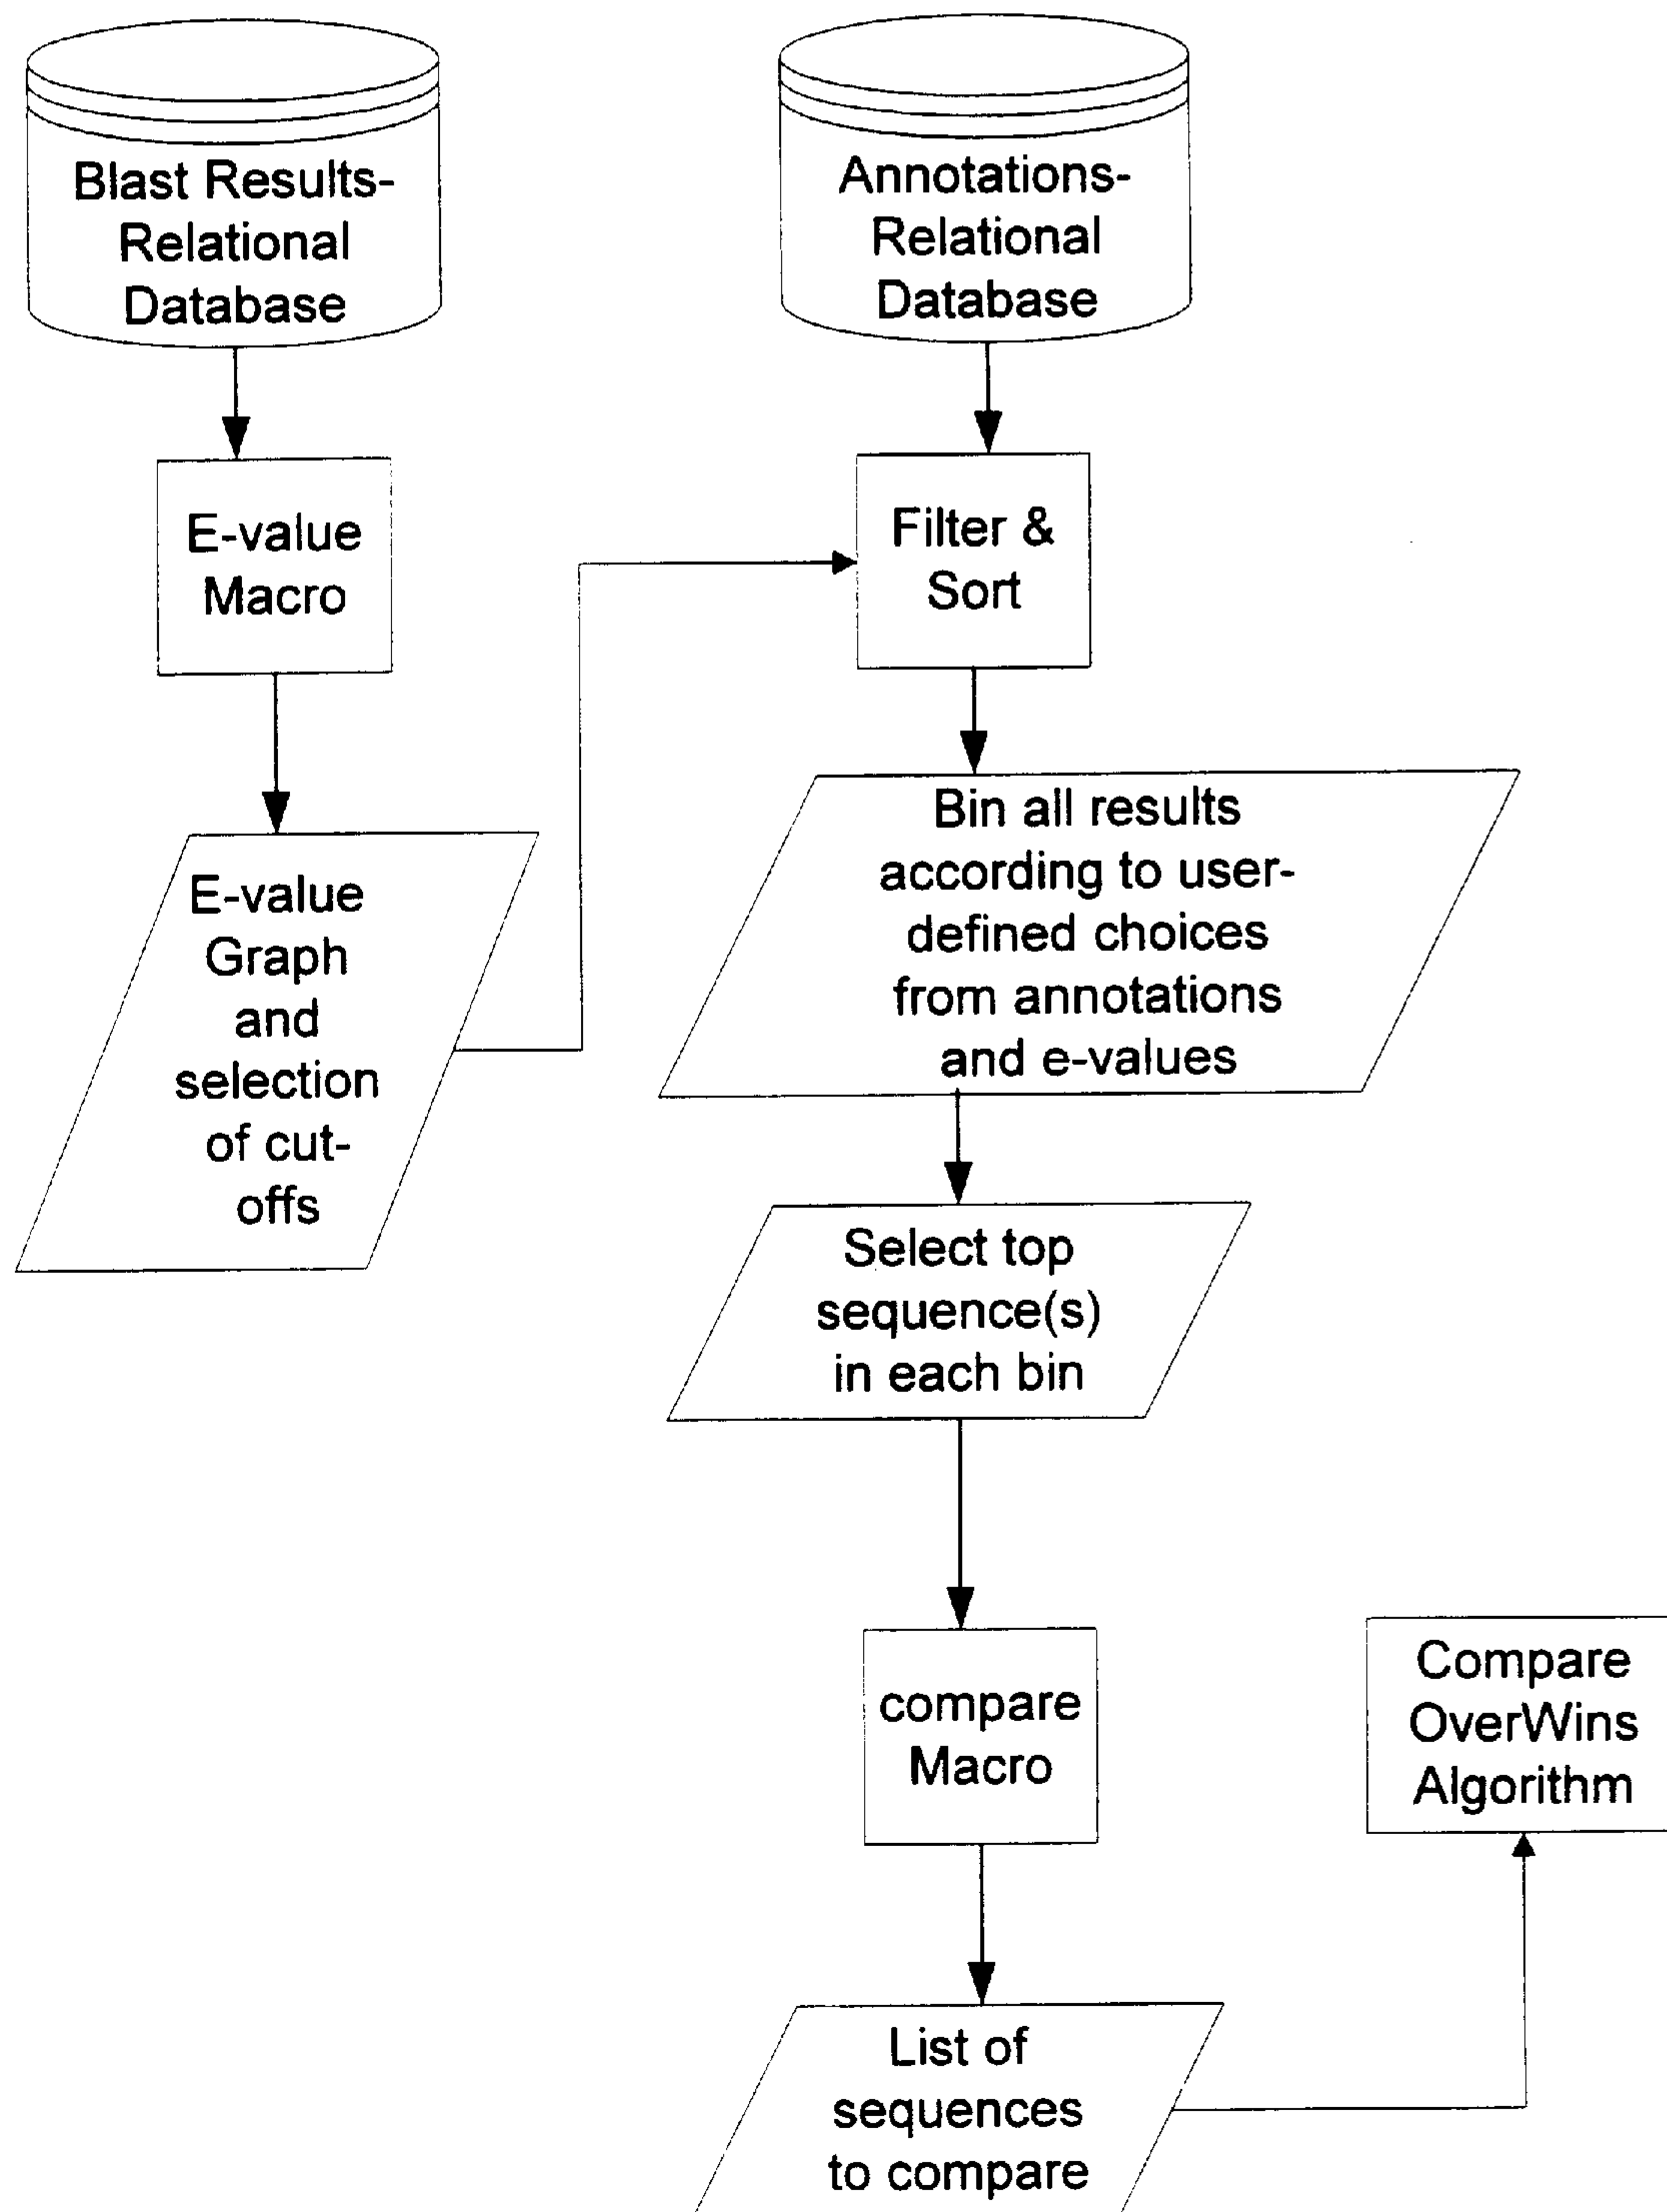 Blast Results-
Relational
Database
Annotations-
Relational
Database
E-value
Macro
Filter &
Sort
E-value
Graph
and
selection
of cut-
offs
Bin all results
according to user-
defined choices
from annotations
and e-values
Select top
sequence(s)
in each bin
compare
Macro
Compare
OverWins
Algorithm
List of
sequences
to compare